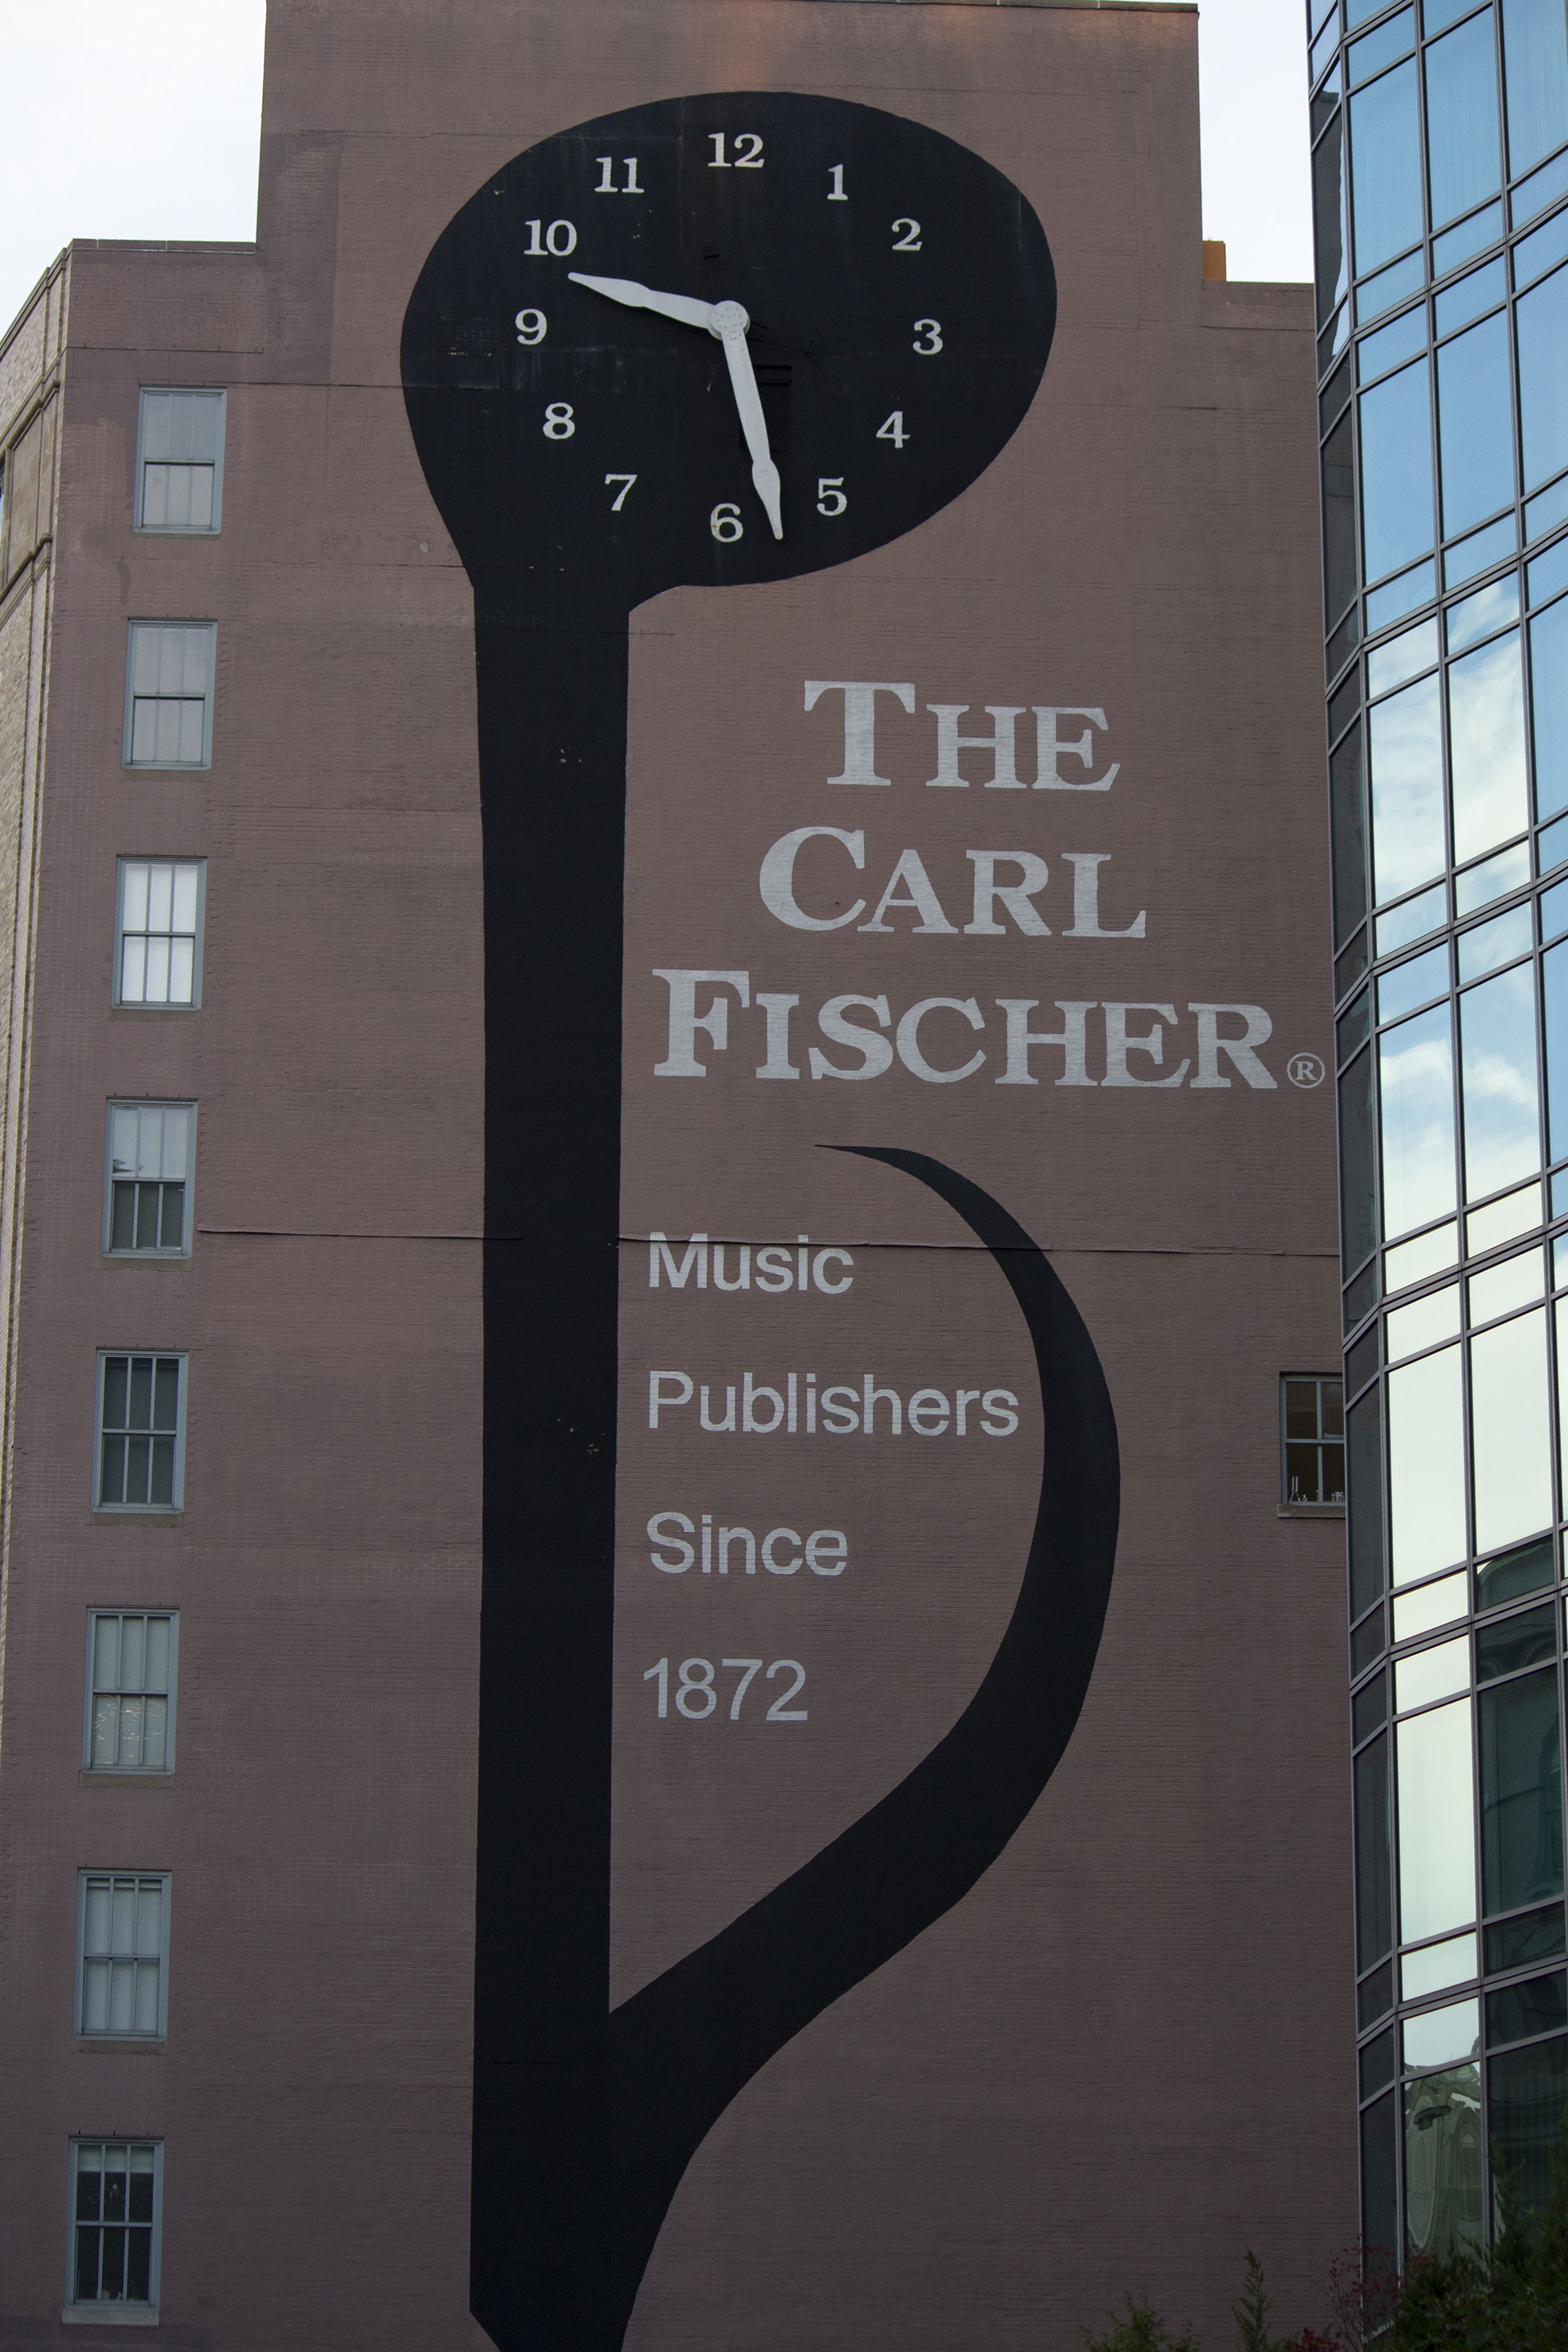 12
11 1
10 2
9 3
8 4
7 5
6
THE
CARL
FISCHER®
Music
Publishers
Since
1872